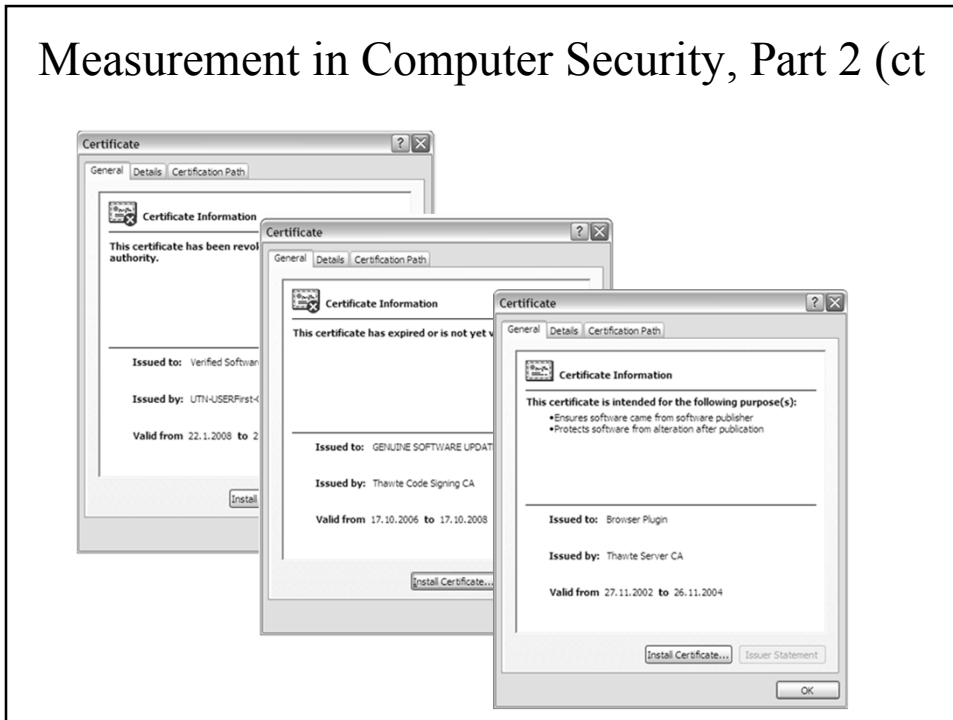 Measurement in Computer Security, Part 2 (ct
Certificate
General Details Certification Path
Certificate Information
This certificate has been revo
authority.
Issued to: Verified Softwar
Issued by: UTN-USERFirst-
Valid from 22.1.2008 to 2
Install
Certificate
General Details Certification Path
Certificate Information
This certificate has expired or is not yet v
Issued to: GENUINE SOFTWARE UPDAT
Issued by: Thawte Code Signing CA
Valid from 17.10.2006 to 17.10.2008
Install Certificate...
Certificate
General Details Certification Path
Certificate Information
This certificate is intended for the following purpose(s):
•Ensures software came from software publisher
•Protects software from alteration after publication
Issued to: Browser Plugin
Issued by: Thawte Server CA
Valid from 27.11.2002 to 26.11.2004
Install Certificate... Issuer Statement
OK